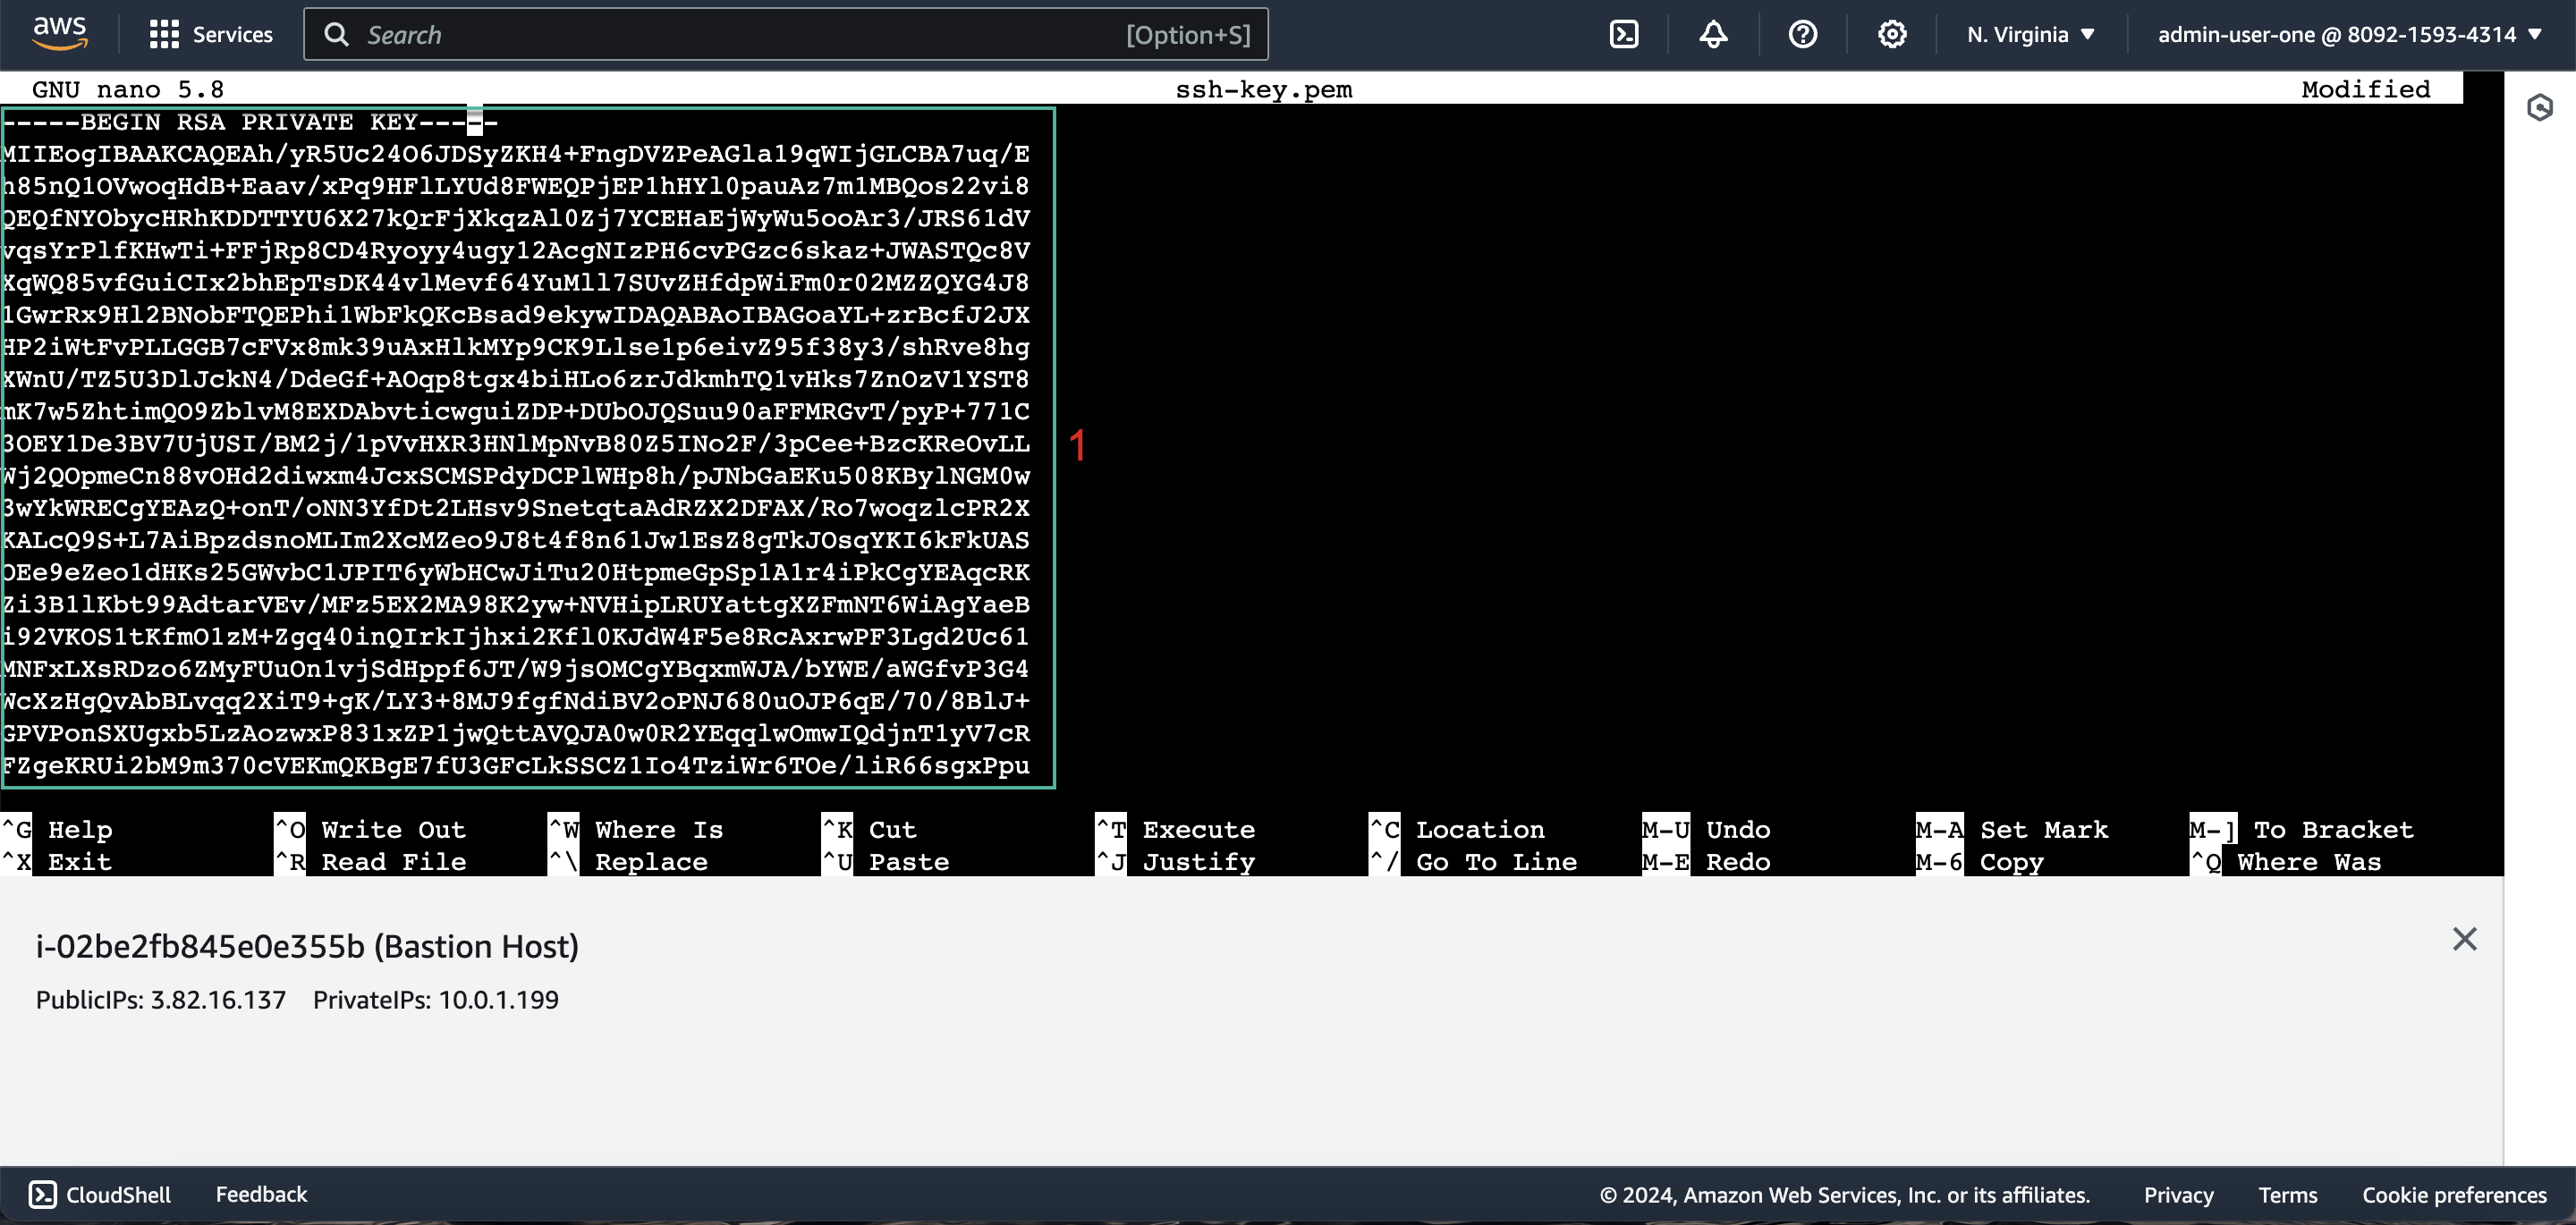 aws
Services
Search
[Option+S]
N. Virginia
admin-user-one @ 8092-1593-4314
GNU nano 5.8
ssh-key.pem
Modified
-----BEGIN RSA PRIVATE KEY-----
MIIEogIBAAKCAQEAh/yR5Uc24O6JDSyZKH4+FngDVZPeAGla19qWIjGLCBA7uq/E
h85nQ1OVwoqHdB+Eaav/xPq9HFlLYUd8FWEQPjEP1hHYl0pauAz7m1MBQos22vi8
QEQfNYObycHRhKDDTTYU6X27kQrFjXkqzAl0Zj7YCEHaEjWyWu5ooAr3/JRS61dV
vqsYrPlfKHwTi+FFjRp8CD4Ryoyy4ugy12AcgNIzPH6cvPGzc6skaz+JWASTQc8V
XqWQ85vfGuiCIx2bhEpTsDK44vlMevf64YuMll7SUvZHfdpWiFm0r02MZZQYG4J8
1GwrRx9Hl2BNobFTQEPhi1WbFkQKcBsad9ekywIDAQABAoIBAGoaYL+zrBcfJ2JX
HP2iWtFvPLLGGB7cFVx8mk39uAxHlkMYp9CK9Llse1p6eivZ95f38y3/shRve8hg
XWnU/TZ5U3DlJckN4/DdeGf+AOqp8tgx4biHLo6zrJdkmhTQ1vHks7ZnOzV1YST8
mK7w5ZhtimQO9ZblvM8EXDAbvticwguiZDP+DUbOJQSuu90aFFMRGvT/pyP+771C
3OEY1De3BV7UjUSI/BM2j/1pVvHXR3HNlMpNvB80Z5INo2F/3pCee+BzcKReOvLL
Wj2QOpmeCn88vOHd2diwxm4JcxSCMSPdyDCPlWHp8h/pJNbGaEKu508KBylNGM0w
3wYkWRECgYEAzQ+onT/oNN3YfDt2LHsv9SnetqtaAdRZX2DFAX/Ro7woqzlcPR2X
KALcQ9S+L7AiBpzdsnoMLIm2XcMZeo9J8t4f8n61Jw1EsZ8gTkJOsqYKI6kFkUAS
OEe9eZeo1dHKs25GWvbC1JPIT6yWbHCwJiTu20HtpmeGpSp1A1r4iPkCgYEAqcRK
Zi3B1lKbt99AdtarVEv/MFz5EX2MA98K2yw+NVHipLRUYattgXZFmNT6WiAgYaeB
i92VKOS1tKfmO1zM+Zgq40inQIrkIjhxi2Kfl0KJdW4F5e8RcAxrwPF3Lgd2Uc61
MNFxLXsRDzo6ZMyFUuOn1vjSdHppf6JT/W9jsOMCgYBqxmWJA/bYWE/aWGfvP3G4
WcXzHgQvAbBLvqq2XiT9+gK/LY3+8MJ9fgfNdiBV2oPNJ680uOJP6qE/70/8BlJ+
GPVPonSXUgxb5LzAozwxP831xZP1jwQttAVQJA0w0R2YEqqlwOmwIQdjnT1yV7cR
FZgeKRUi2bM9m370cVEKmQKBgE7fU3GFcLkSSCZ1Io4TziWr6TOe/liR66sgxPpu
1
^G Help ^O Write Out ^W Where Is ^K Cut ^T Execute ^C Location M-U Undo M-A Set Mark M-] To Bracket
^X Exit ^R Read File ^\ Replace ^U Paste ^J Justify ^/ Go To Line M-E Redo M-6 Copy ^Q Where Was
i-02be2fb845e0e355b (Bastion Host)
PublicIPs: 3.82.16.137 PrivateIPs: 10.0.1.199
CloudShell
Feedback
© 2024, Amazon Web Services, Inc. or its affiliates.
Privacy
Terms
Cookie preferences